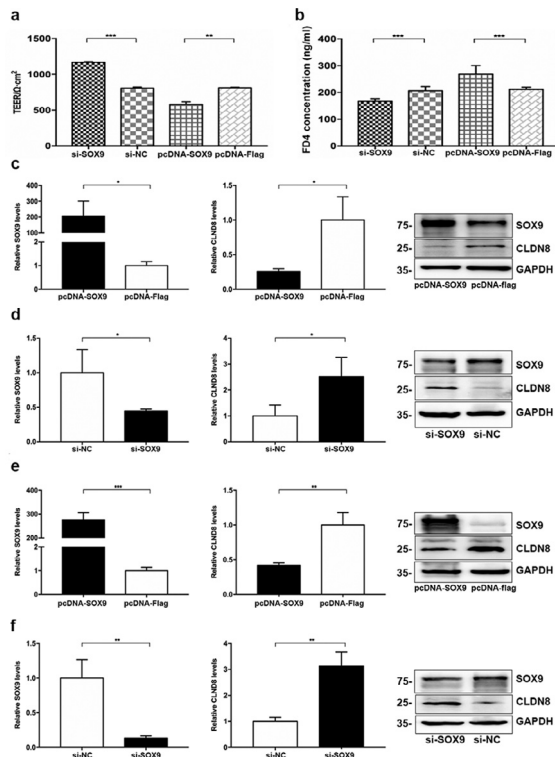 a
TEER/Ω·cm²
1500
1000
500
0
***
**
si-SOX9 si-NC pcDNA-SOX9 pcDNA-Flag
b
FD4 concentration (ng/ml)
400
300
200
100
0
***
***
si-SOX9 si-NC pcDNA-SOX9 pcDNA-Flag
c
Relative SOX9 levels
400
300
200
100
2
1
0
*
pcDNA-SOX9 pcDNA-Flag
Relative CLND8 levels
1.5
1.0
0.5
0.0
*
pcDNA-SOX9 pcDNA-Flag
75- SOX9
25- CLDN8
35- GAPDH
pcDNA-SOX9 pcDNA-flag
d
Relative SOX9 levels
1.5
1.0
0.5
0.0
*
si-NC si-SOX9
Relative CLND8 levels
4
3
2
1
0
*
si-NC si-SOX9
75- SOX9
25- CLDN8
35- GAPDH
si-SOX9 si-NC
e
Relative SOX9 levels
400
300
200
2
1
0
***
pcDNA-SOX9 pcDNA-Flag
Relative CLND8 levels
1.5
1.0
0.5
0.0
**
pcDNA-SOX9 pcDNA-Flag
75- SOX9
25- CLDN8
35- GAPDH
pcDNA-SOX9 pcDNA-flag
f
Relative SOX9 levels
1.5
1.0
0.5
0.0
**
si-NC si-SOX9
Relative CLND8 levels
4
3
2
1
0
**
si-NC si-SOX9
75- SOX9
25- CLDN8
35- GAPDH
si-SOX9 si-NC